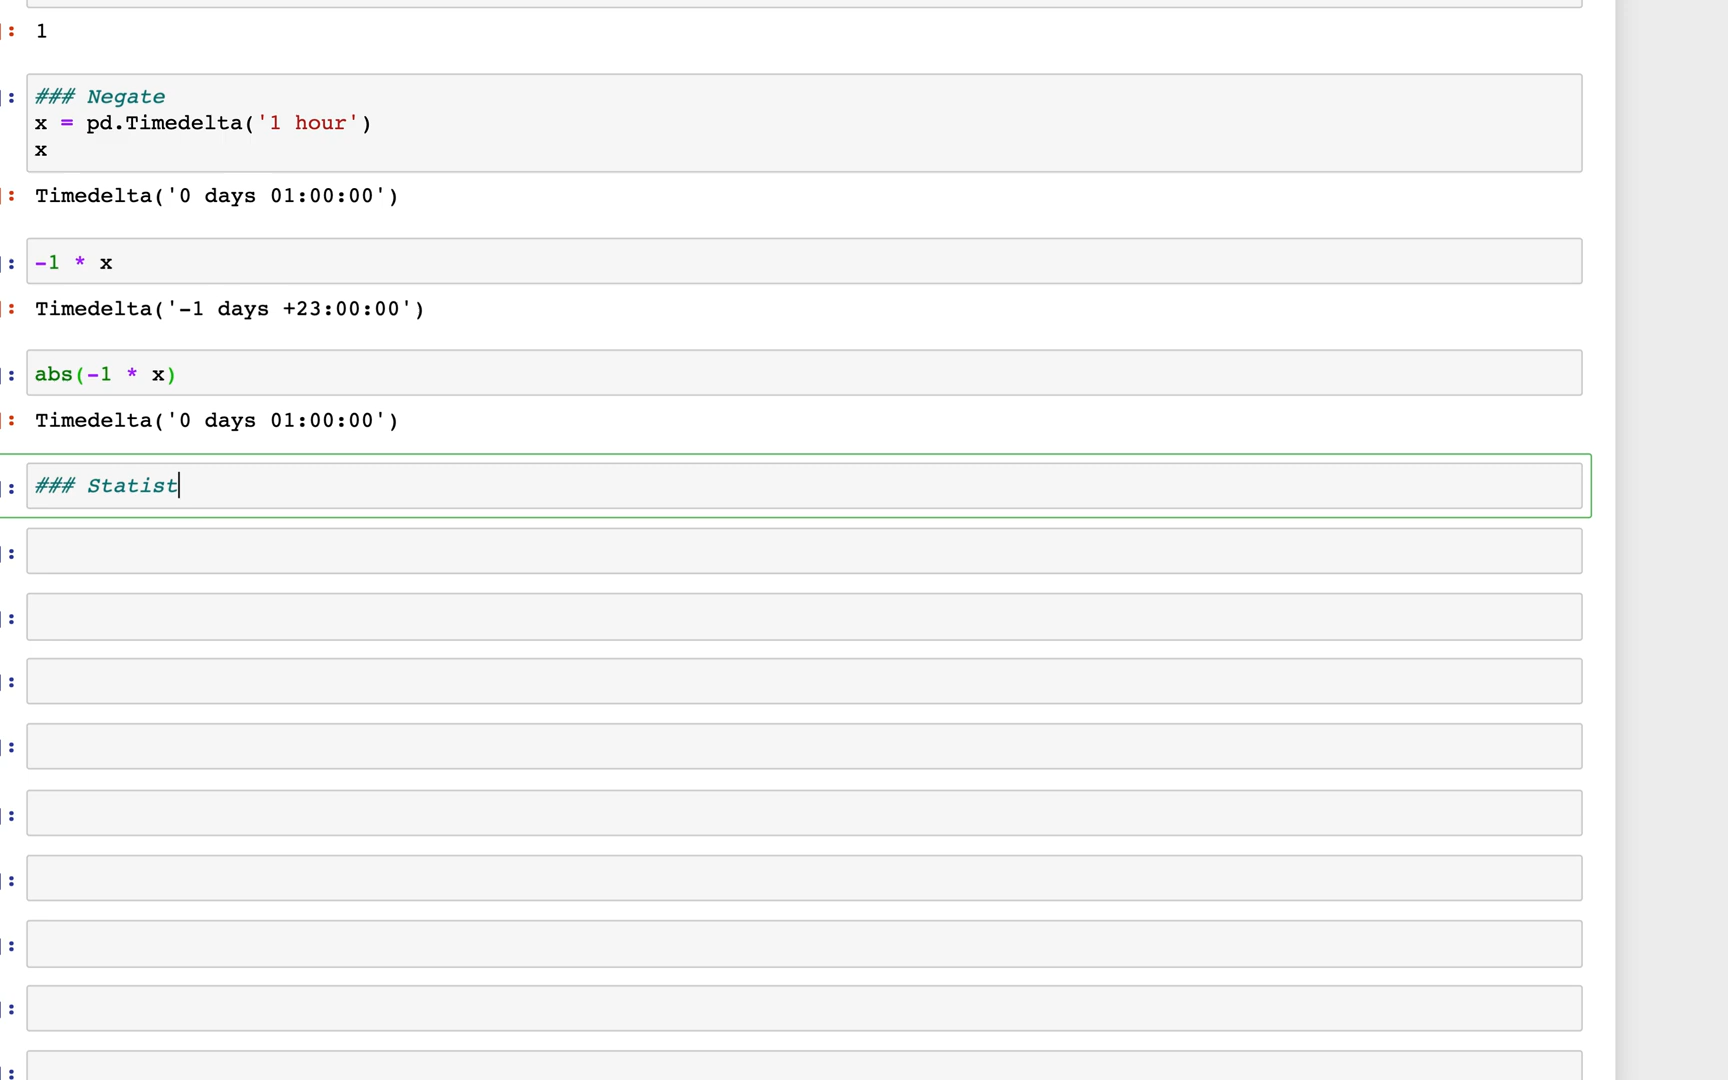 ]: 1
]: ### Negate
x = pd.Timedelta('1 hour')
x
]: Timedelta('0 days 01:00:00')
]: -1 * x
]: Timedelta('-1 days +23:00:00')
]: abs(-1 * x)
]: Timedelta('0 days 01:00:00')
]: ### Statist
]:
]:
]:
]:
]:
]:
]:
]:
]: